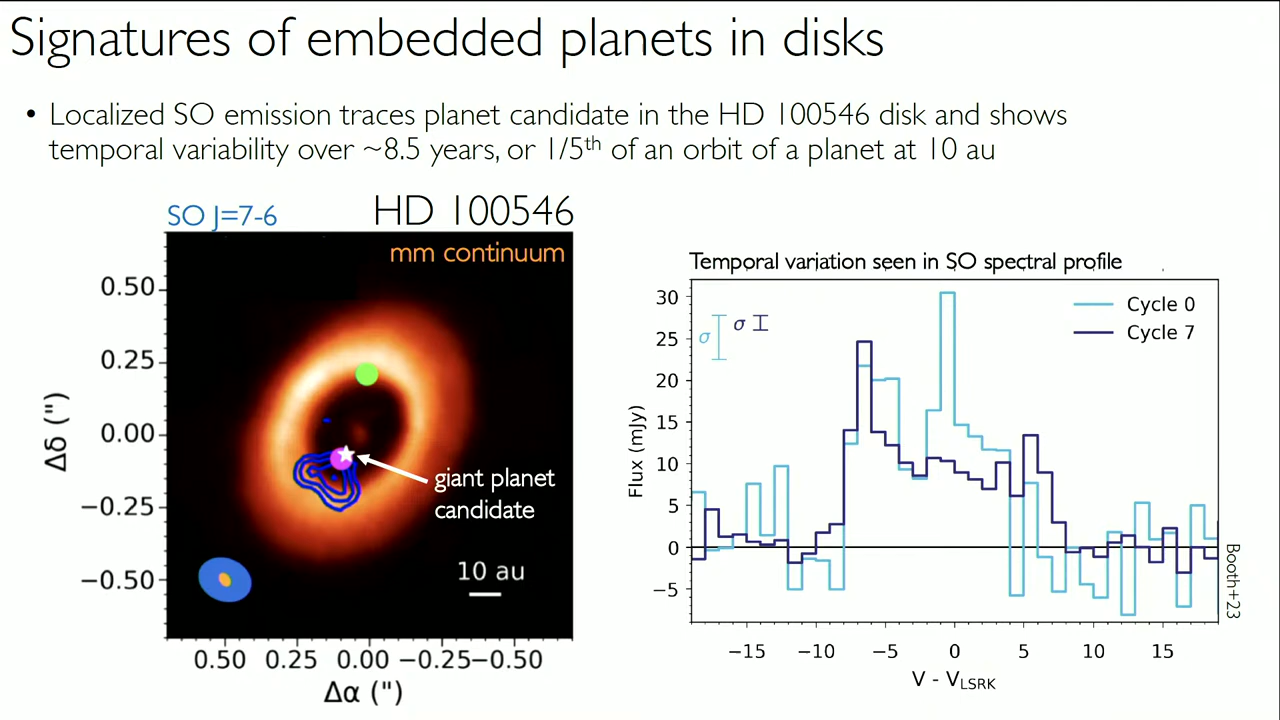 Signatures of embedded planets in disks
• Localized SO emission traces planet candidate in the HD 100546 disk and shows
temporal variability over ~8.5 years, or 1/5th of an orbit of a planet at 10 au
SO J=7-6
HD 100546
mm continuum
0.50
0.25
0.00
−0.25
−0.50
Δδ (")
giant planet
candidate
10 au
0.50 0.25 0.00 −0.25 −0.50
Δα (")
Temporal variation seen in SO spectral profile
Cycle 0
Cycle 7
σ
σ
30
25
20
15
10
5
0
−5
Flux (mJy)
−15 −10 −5 0 5 10 15
V - VLSRK
Booth+23